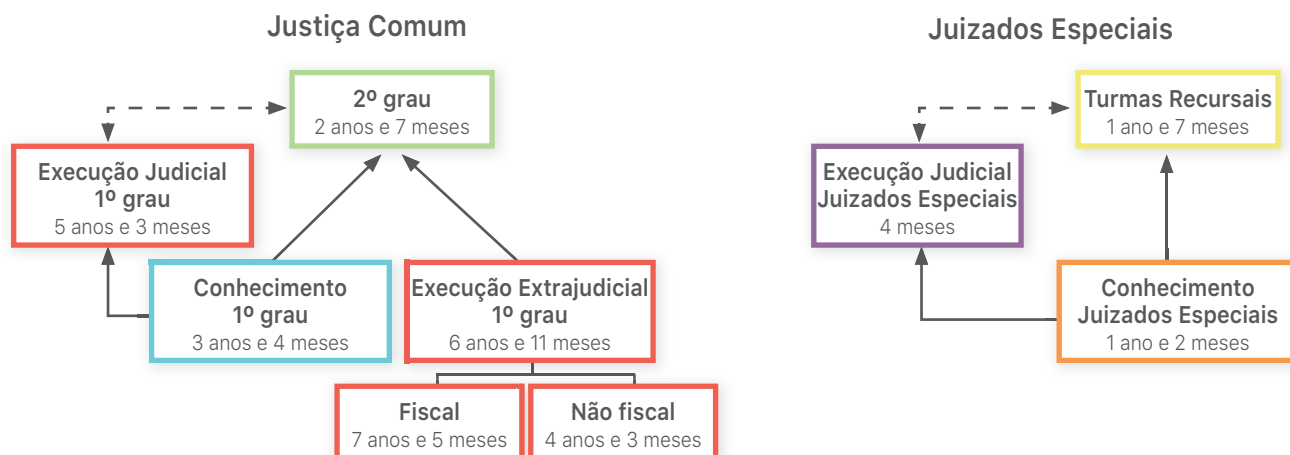 Justiça Comum
2º grau
2 anos e 7 meses
Execução Judicial
1º grau
5 anos e 3 meses
Conhecimento
1º grau
3 anos e 4 meses
Execução Extrajudicial
1º grau
6 anos e 11 meses
Fiscal
7 anos e 5 meses
Não fiscal
4 anos e 3 meses
Juizados Especiais
Turmas Recursais
1 ano e 7 meses
Execução Judicial
Juizados Especiais
4 meses
Conhecimento
Juizados Especiais
1 ano e 2 meses